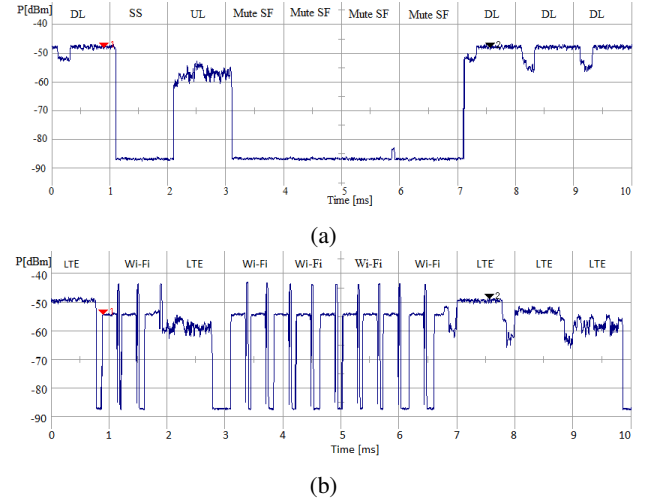 P[dBm] DL SS UL Mute SF Mute SF Mute SF Mute SF DL DL DL
-40
1
2
-50
-60
-70
-80
-90
0 1 2 3 4 5 6 7 8 9 10
Time [ms]
(a)
P[dBm]
LTE Wi-Fi LTE Wi-Fi Wi-Fi Wi-Fi Wi-Fi LTE LTE LTE
-40
2
-50
-60
-70
-80
-90
0 1 2 3 4 5 6 7 8 9 10
Time [ms]
(b)